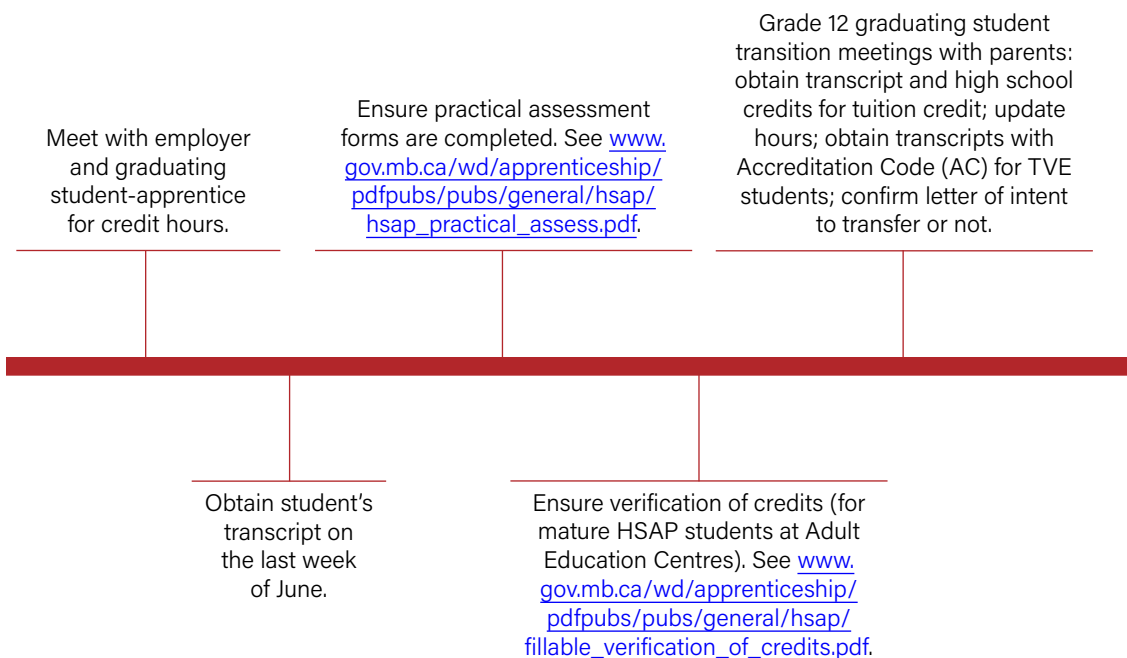 Meet with employer
and graduating
student-apprentice
for credit hours.
Obtain student's
transcript on
the last week
of June.
Ensure practical assessment
forms are completed. See www.
gov.mb.ca/wd/apprenticeship/
pdfpubs/pubs/general/hsap/
hsap_practical_assess.pdf.
Ensure verification of credits (for
mature HSAP students at Adult
Education Centres). See www.
gov.mb.ca/wd/apprenticeship/
pdfpubs/pubs/general/hsap/
fillable_verification_of_credits.pdf.
Grade 12 graduating student
transition meetings with parents:
obtain transcript and high school
credits for tuition credit; update
hours; obtain transcripts with
Accreditation Code (AC) for TVE
students; confirm letter of intent
to transfer or not.